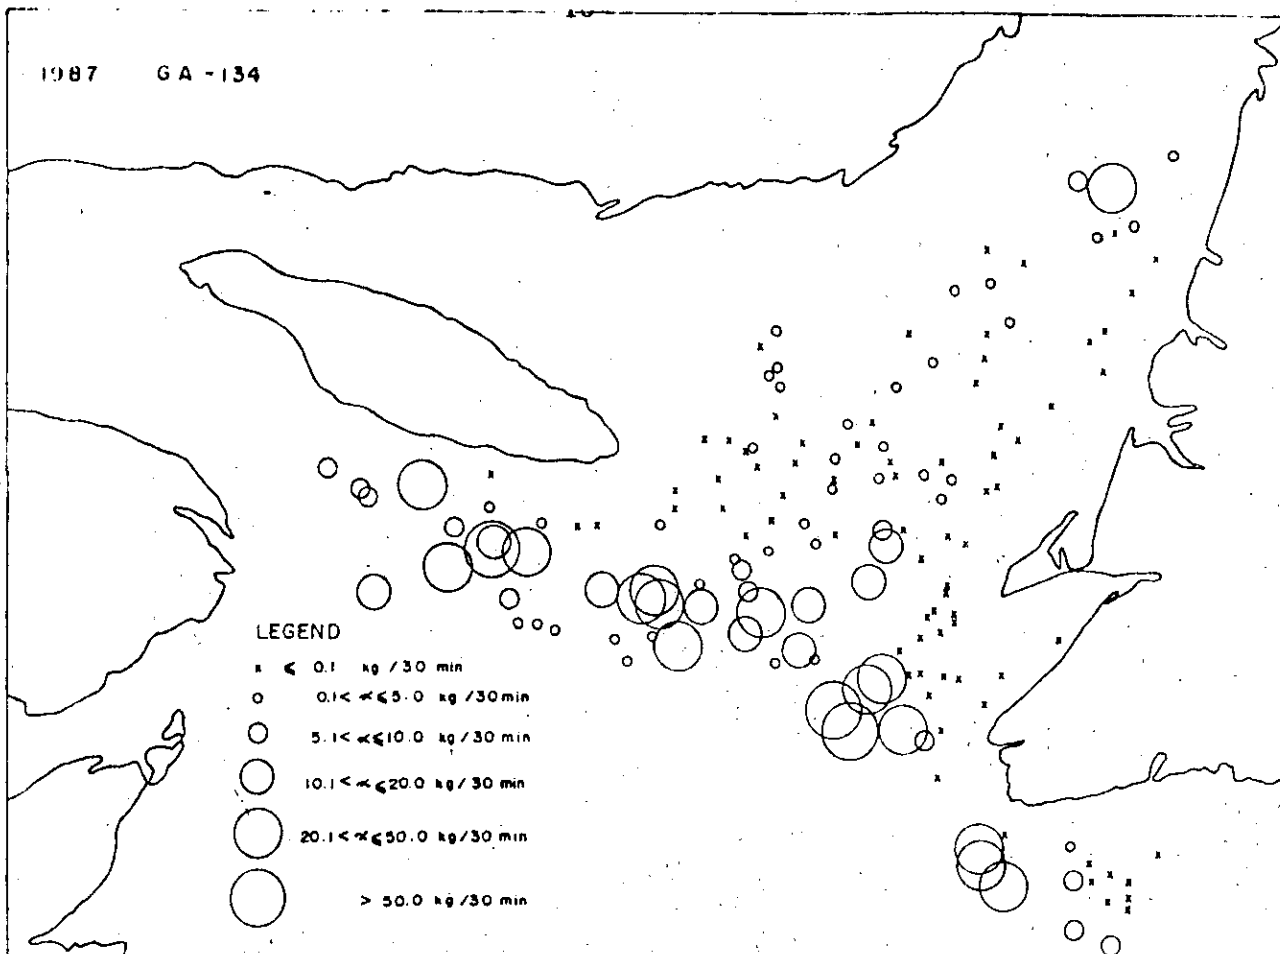 1987 GA-134
LEGEND
x ⩽ 0.1 kg/30 min
0.1< ∝ ⩽5.0 kg/30min
5.1< ∝⩽10.0 kg/30 min
10.1< ∝⩽20.0 kg/30 min
20.1< ∝⩽50.0 kg/30 min
> 50.0 kg/30 min